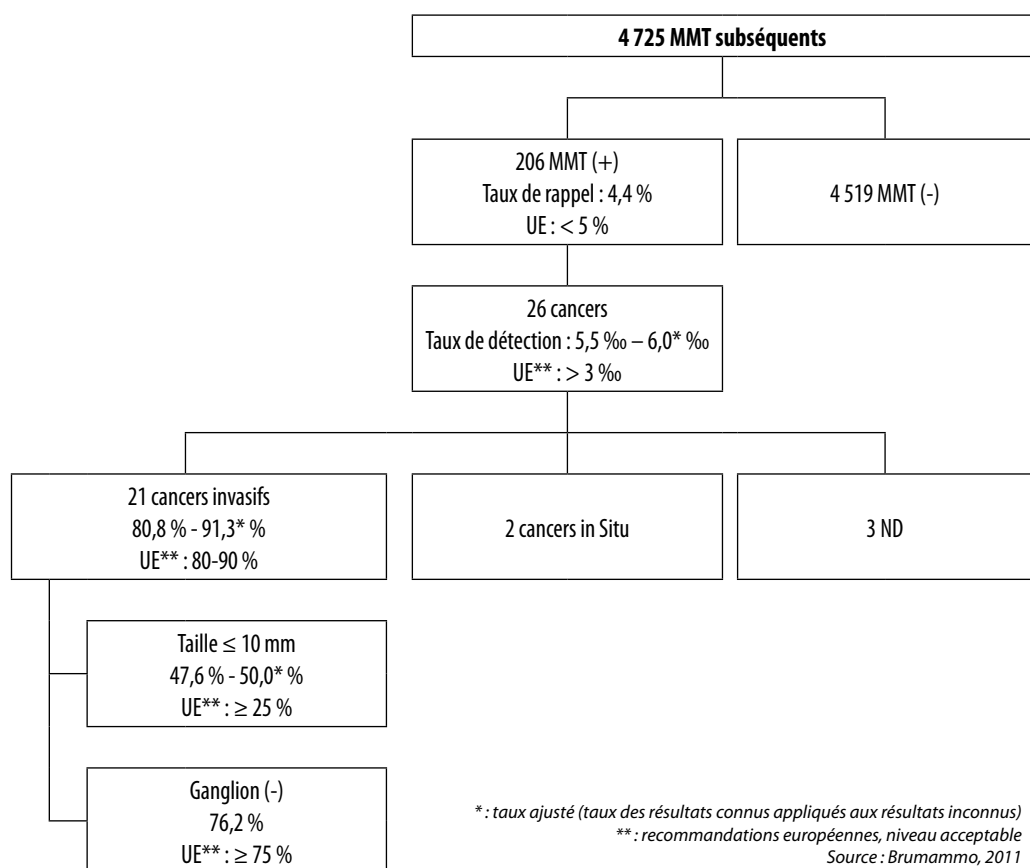 4 725 MMT subséquents
206 MMT (+)
Taux de rappel : 4,4 %
UE : < 5 %
4 519 MMT (-)
26 cancers
Taux de détection : 5,5 ‰ – 6,0* ‰
UE** : > 3 ‰
21 cancers invasifs
80,8 % - 91,3* %
UE** : 80-90 %
2 cancers in Situ
3 ND
Taille ≤ 10 mm
47,6 % - 50,0* %
UE** : ≥ 25 %
Ganglion (-)
76,2 %
UE** : ≥ 75 %
* : taux ajusté (taux des résultats connus appliqués aux résultats inconnus)
** : recommandations européennes, niveau acceptable
Source : Brumammo, 2011